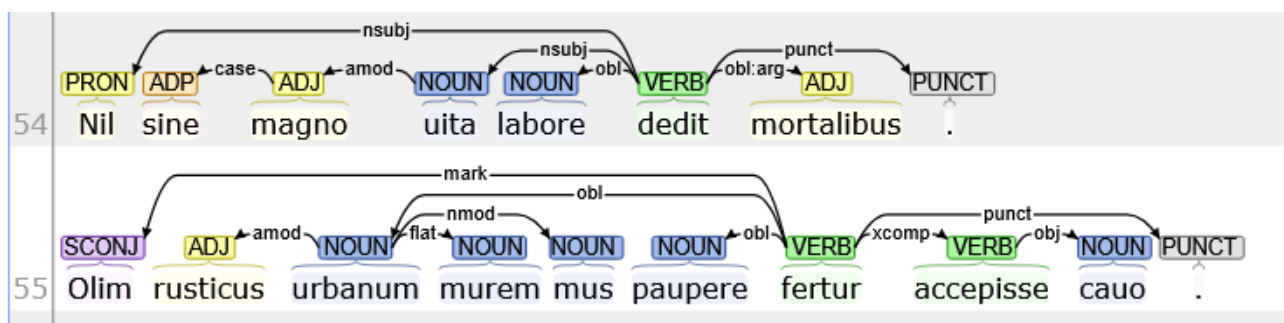 nsubj
nsubj punct
case amod obl obl:arg
PRON ADP ADJ NOUN NOUN VERB ADJ PUNCT
54 Nil sine magno uita labore dedit mortalibus .
mark
obl
nmod punct
amod flat obl xcomp obj
SCONJ ADJ NOUN NOUN NOUN NOUN VERB VERB NOUN PUNCT
55 Olim rusticus urbanum murem mus paupere fertur accepisse cauo .